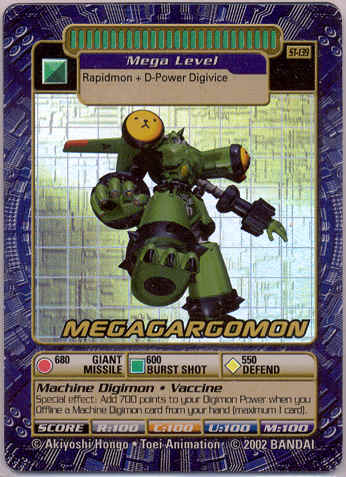 ST-139
Mega Level
Rapidmon + D-Power Digivice
MEGAGARGOMON
680 GIANT MISSILE
600 BURST SHOT
550 DEFEND
Machine Digimon • Vaccine
Special effect: Add 700 points to your Digimon Power when you
Offline a Machine Digimon card from your hand (maximum 1 card).
SCORE R:100 C:100 U:100 M:100
© Akiyoshi Hongo • Toei Animation © 2002 BANDAI